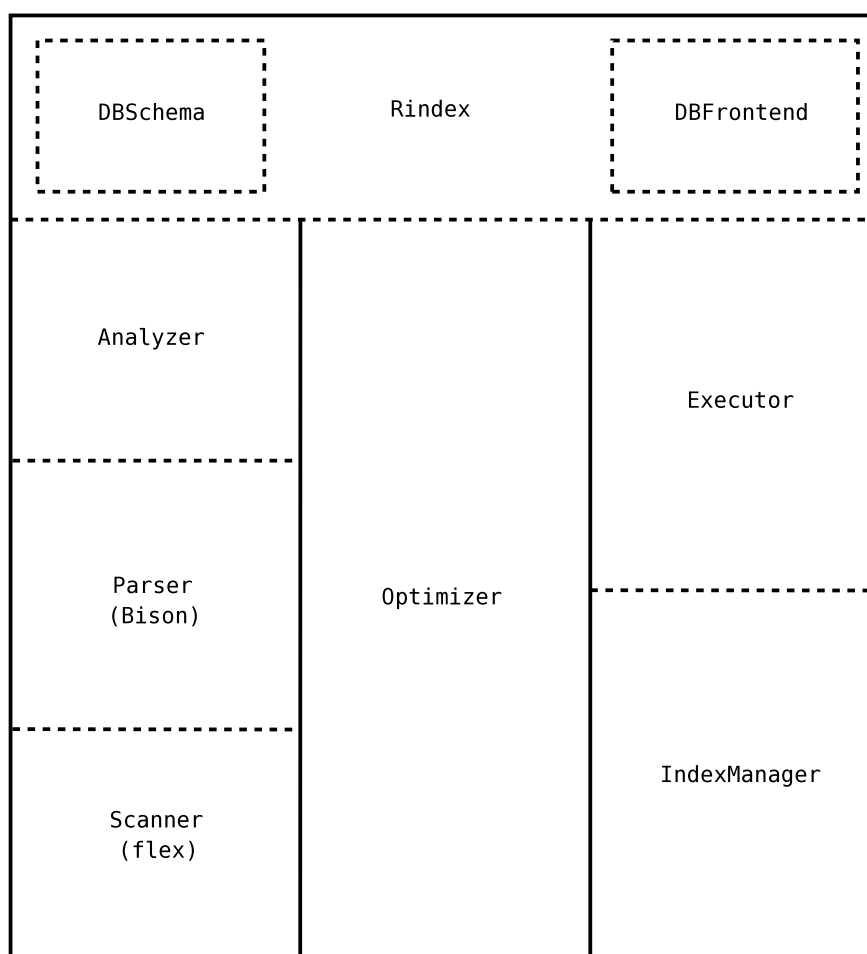 DBSchema
Rindex
DBFrontend
Analyzer
Parser
(Bison)
Scanner
(flex)
Optimizer
Executor
IndexManager